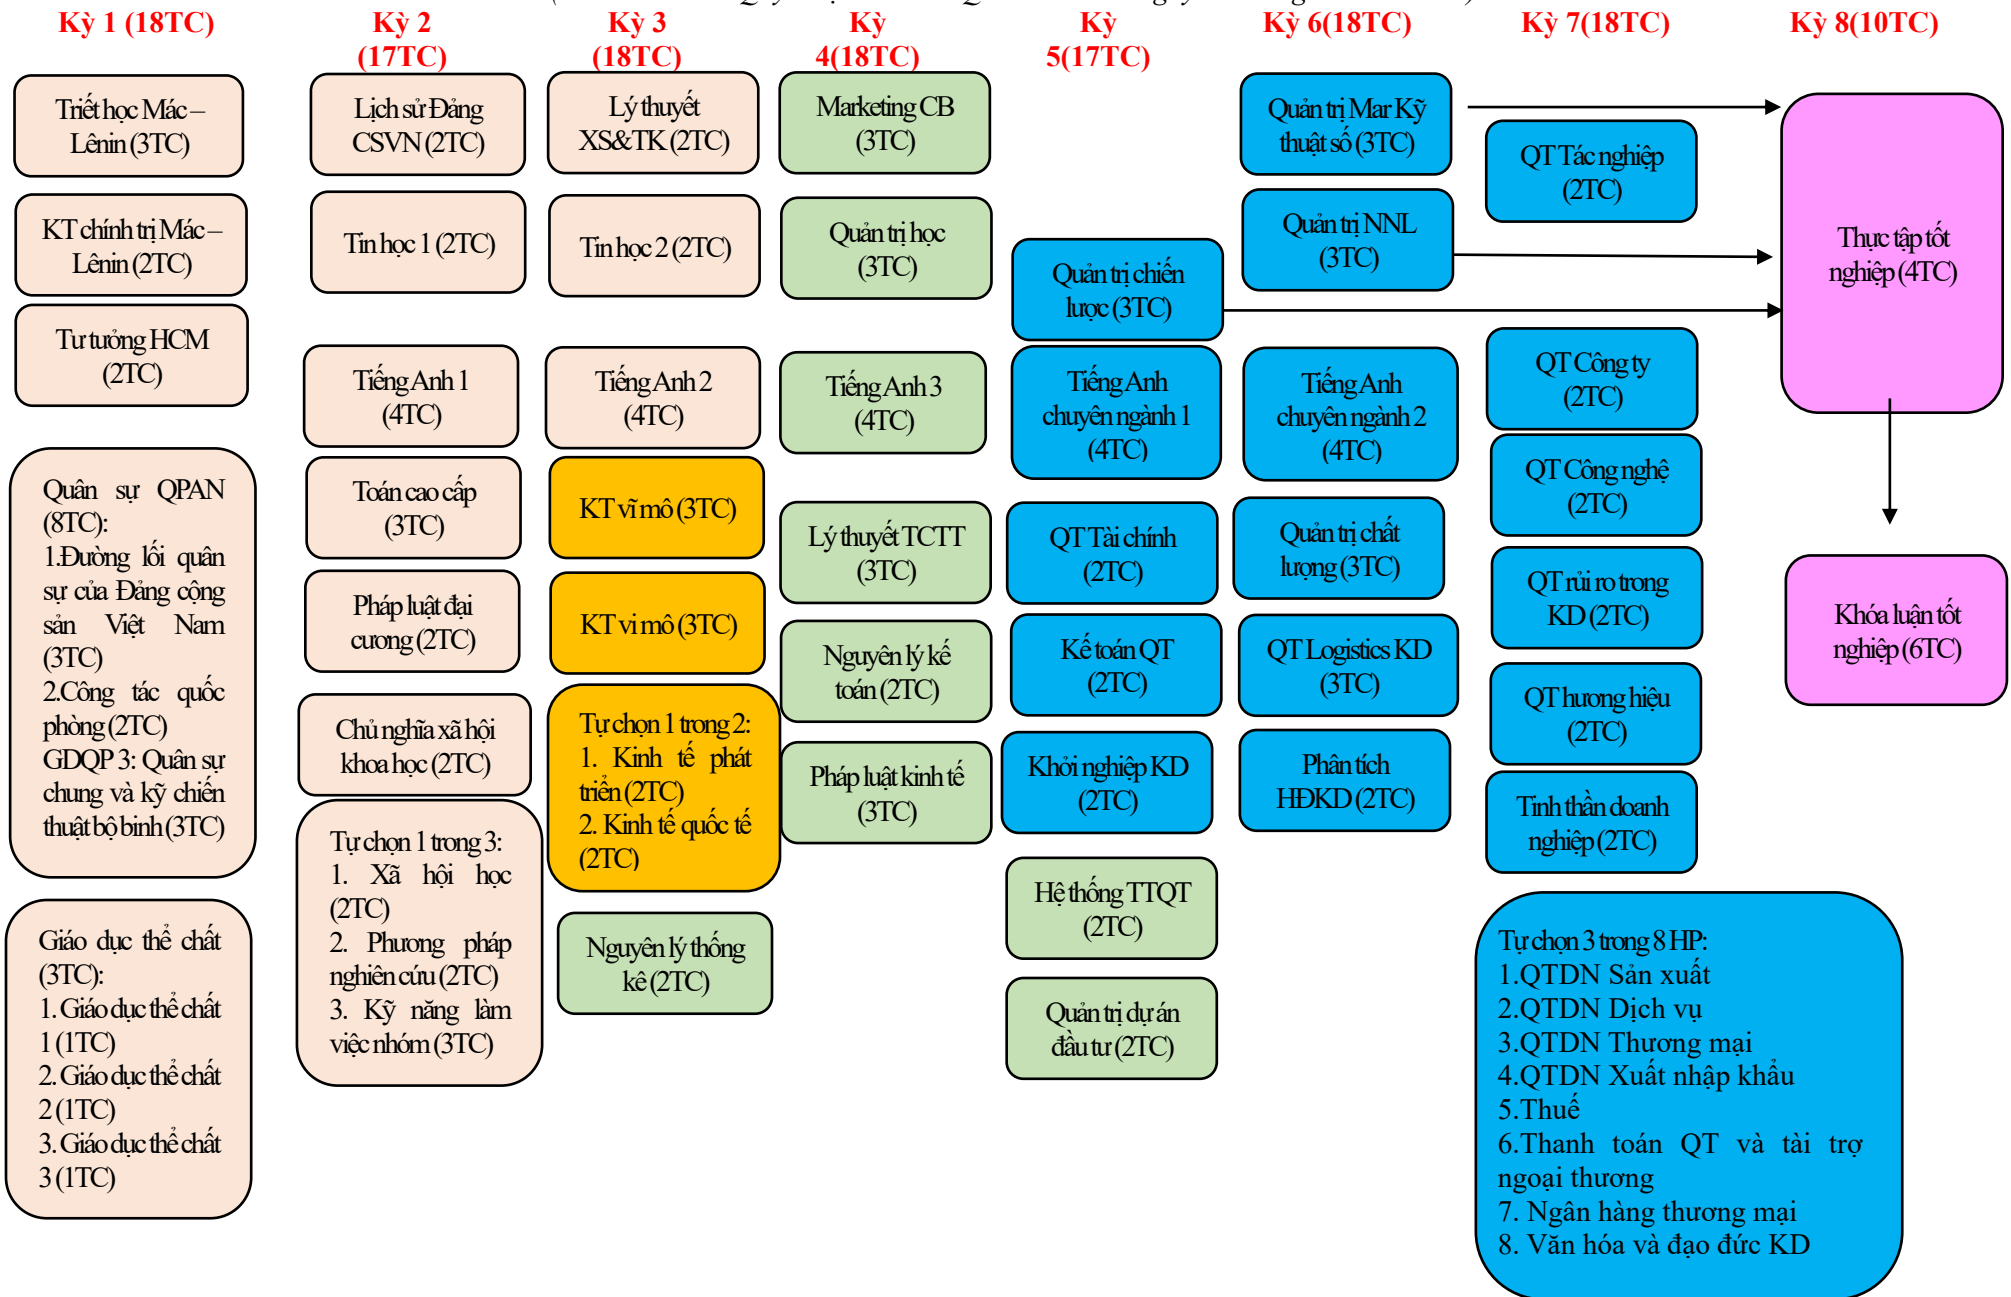 Kỳ 1 (18TC)
Kỳ 2
(17TC)
Kỳ 3
(18TC)
Kỳ
4(18TC)
Kỳ
5(17TC)
Kỳ 6(18TC)
Kỳ 7(18TC)
Kỳ 8(10TC)
Triết học Mác –
Lênin (3TC)
KT chính trị Mác –
Lênin (2TC)
Tư tưởng HCM
(2TC)
Quân sự QPAN
(8TC):
1.Đường lối quân
sự của Đảng cộng
sản Việt Nam
(3TC)
2.Công tác quốc
phòng (2TC)
GDQP 3: Quân sự
chung và kỹ chiến
thuật bộ binh (3TC)
Giáo dục thể chất
(3TC):
1. Giáo dục thể chất
1 (1TC)
2. Giáo dục thể chất
2 (1TC)
3. Giáo dục thể chất
3 (1TC)
Lịch sử Đảng
CSVN (2TC)
Tin học 1 (2TC)
Tiếng Anh 1
(4TC)
Toán cao cấp
(3TC)
Pháp luật đại
cương (2TC)
Chủ nghĩa xã hội
khoa học (2TC)
Tự chọn 1 trong 3:
1. Xã hội học
(2TC)
2. Phương pháp
nghiên cứu (2TC)
3. Kỹ năng làm
việc nhóm (3TC)
Lý thuyết
XS&TK (2TC)
Tin học 2 (2TC)
Tiếng Anh 2
(4TC)
KT vĩ mô (3TC)
KT vi mô (3TC)
Tự chọn 1 trong 2:
1. Kinh tế phát
triển (2TC)
2. Kinh tế quốc tế
(2TC)
Nguyên lý thống
kê (2TC)
Marketing CB
(3TC)
Quản trị học
(3TC)
Tiếng Anh 3
(4TC)
Lý thuyết TCTT
(3TC)
Nguyên lý kế
toán (2TC)
Pháp luật kinh tế
(3TC)
Quản trị chiến
lược (3TC)
Tiếng Anh
chuyên ngành 1
(4TC)
QT Tài chính
(2TC)
Kế toán QT
(2TC)
Khởi nghiệp KD
(2TC)
Hệ thống TTQT
(2TC)
Quản trị dự án
đầu tư (2TC)
Quản trị Mar Kỹ
thuật số (3TC)
Quản trị NNL
(3TC)
Tiếng Anh
chuyên ngành 2
(4TC)
Quản trị chất
lượng (3TC)
QT Logistics KD
(3TC)
Phân tích
HĐKD (2TC)
QT Tác nghiệp
(2TC)
QT Công ty
(2TC)
QT Công nghệ
(2TC)
QT rủi ro trong
KD (2TC)
QT hương hiệu
(2TC)
Tinh thần doanh
nghiệp (2TC)
Tự chọn 3 trong 8 HP:
1.QTDN Sản xuất
2.QTDN Dịch vụ
3.QTDN Thương mại
4.QTDN Xuất nhập khẩu
5.Thuế
6.Thanh toán QT và tài trợ
ngoại thương
7. Ngân hàng thương mại
8. Văn hóa và đạo đức KD
Thực tập tốt
nghiệp (4TC)
Khóa luận tốt
nghiệp (6TC)